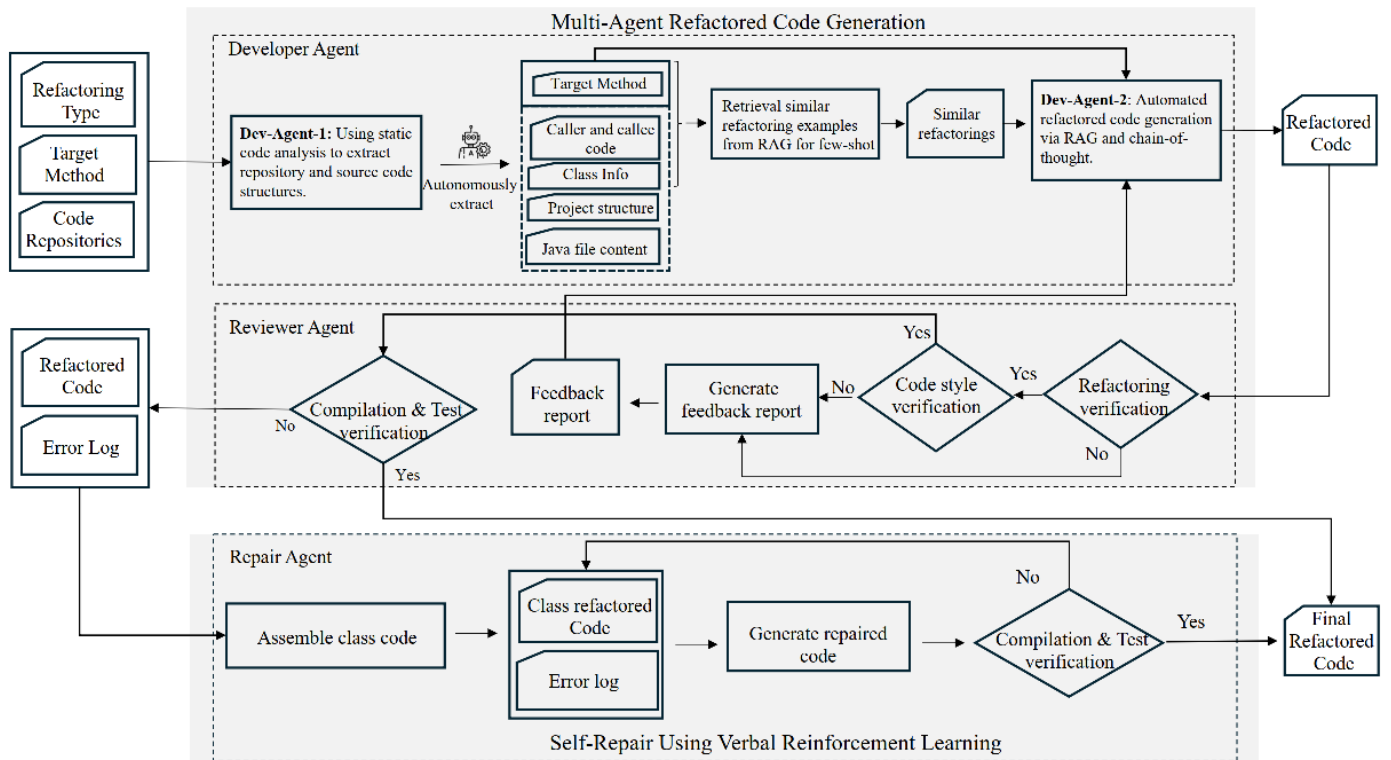 Multi-Agent Refactored Code Generation
Developer Agent
Refactoring
Type
Target
Method
Code
Repositories
Dev-Agent-1: Using static
code analysis to extract
repository and source code
structures.
Autonomously
extract
Target Method
Caller and callee
code
Class Info
Project structure
Java file content
Retrieval similar
refactoring examples
from RAG for few-shot
Similar
refactorings
Dev-Agent-2: Automated
refactored code generation
via RAG and chain-of-
thought.
Refactored
Code
Reviewer Agent
Refactored
Code
Error Log
No
Compilation & Test
verification
Yes
Feedback
report
Generate
feedback report
No
Yes
Code style
verification
Yes
Refactoring
verification
No
Repair Agent
Assemble class code
Class refactored
Code
Error log
Generate repaired
code
No
Compilation & Test
verification
Yes
Final
Refactored
Code
Self-Repair Using Verbal Reinforcement Learning